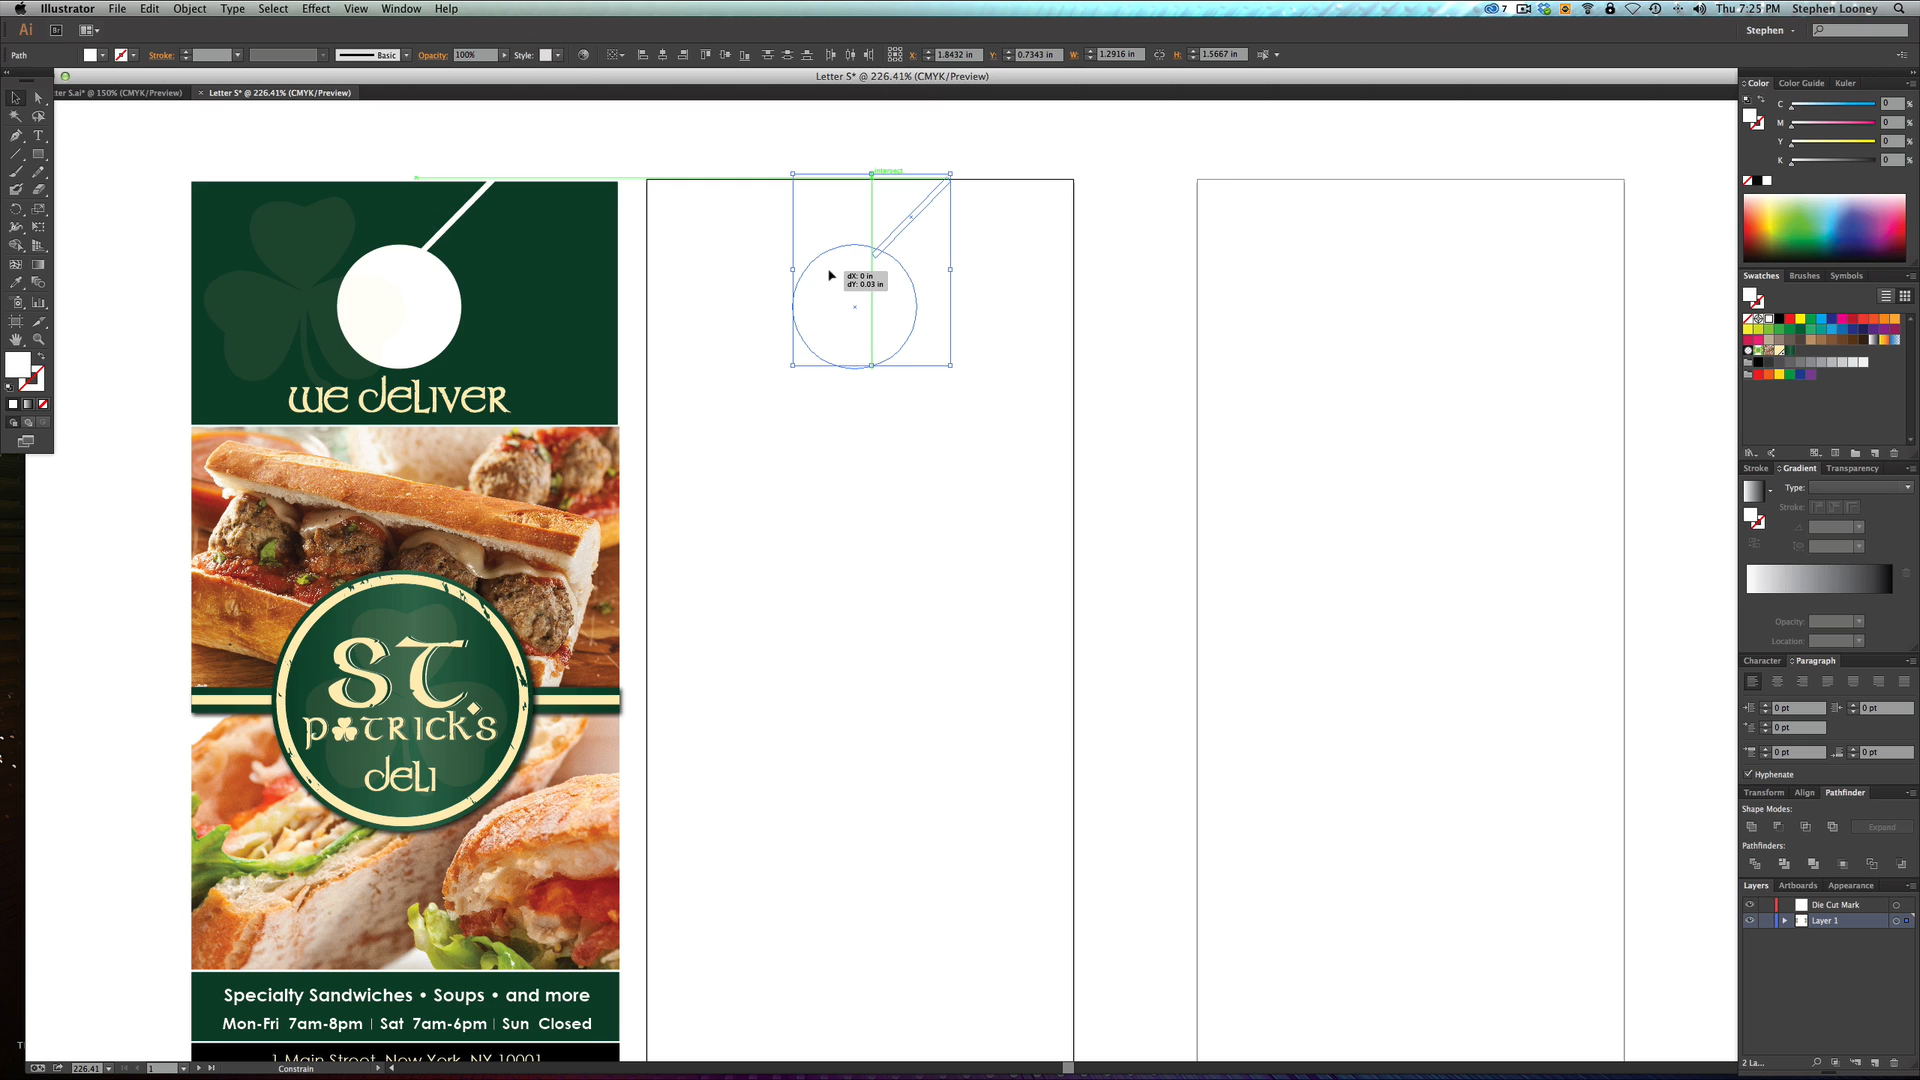 Illustrator File Edit Object Type Select Effect View Window Help
7 Thu 7:25 PM Stephen Looney
Ai Br Stephen
Path Stroke: Basic Opacity: 100% Style: X: 1.8432 in Y: 0.7343 in W: 1.2916 in H: 1.5667 in
Letter S* @ 226.41% (CMYK/Preview)
ter S.ai* @ 150% (CMYK/Preview) × Letter S* @ 226.41% (CMYK/Preview)
intersect
dX: 0 in
dY: 0.03 in
we deliver
ST.
patrick's
deli
Specialty Sandwiches • Soups • and more
Mon-Fri 7am-8pm | Sat 7am-6pm | Sun Closed
1 Main Street, New York, NY 10001
226.41 1 Constrain
Color Color Guide Kuler
C 0 %
M 0 %
Y 0 %
K 0 %
Swatches Brushes Symbols
Stroke Gradient Transparency
Type:
Stroke:
Opacity:
Location:
Character Paragraph
0 pt 0 pt
0 pt
0 pt 0 pt
Hyphenate
Transform Align Pathfinder
Shape Modes:
Expand
Pathfinders:
Layers Artboards Appearance
Die Cut Mark
Layer 1
2 La...